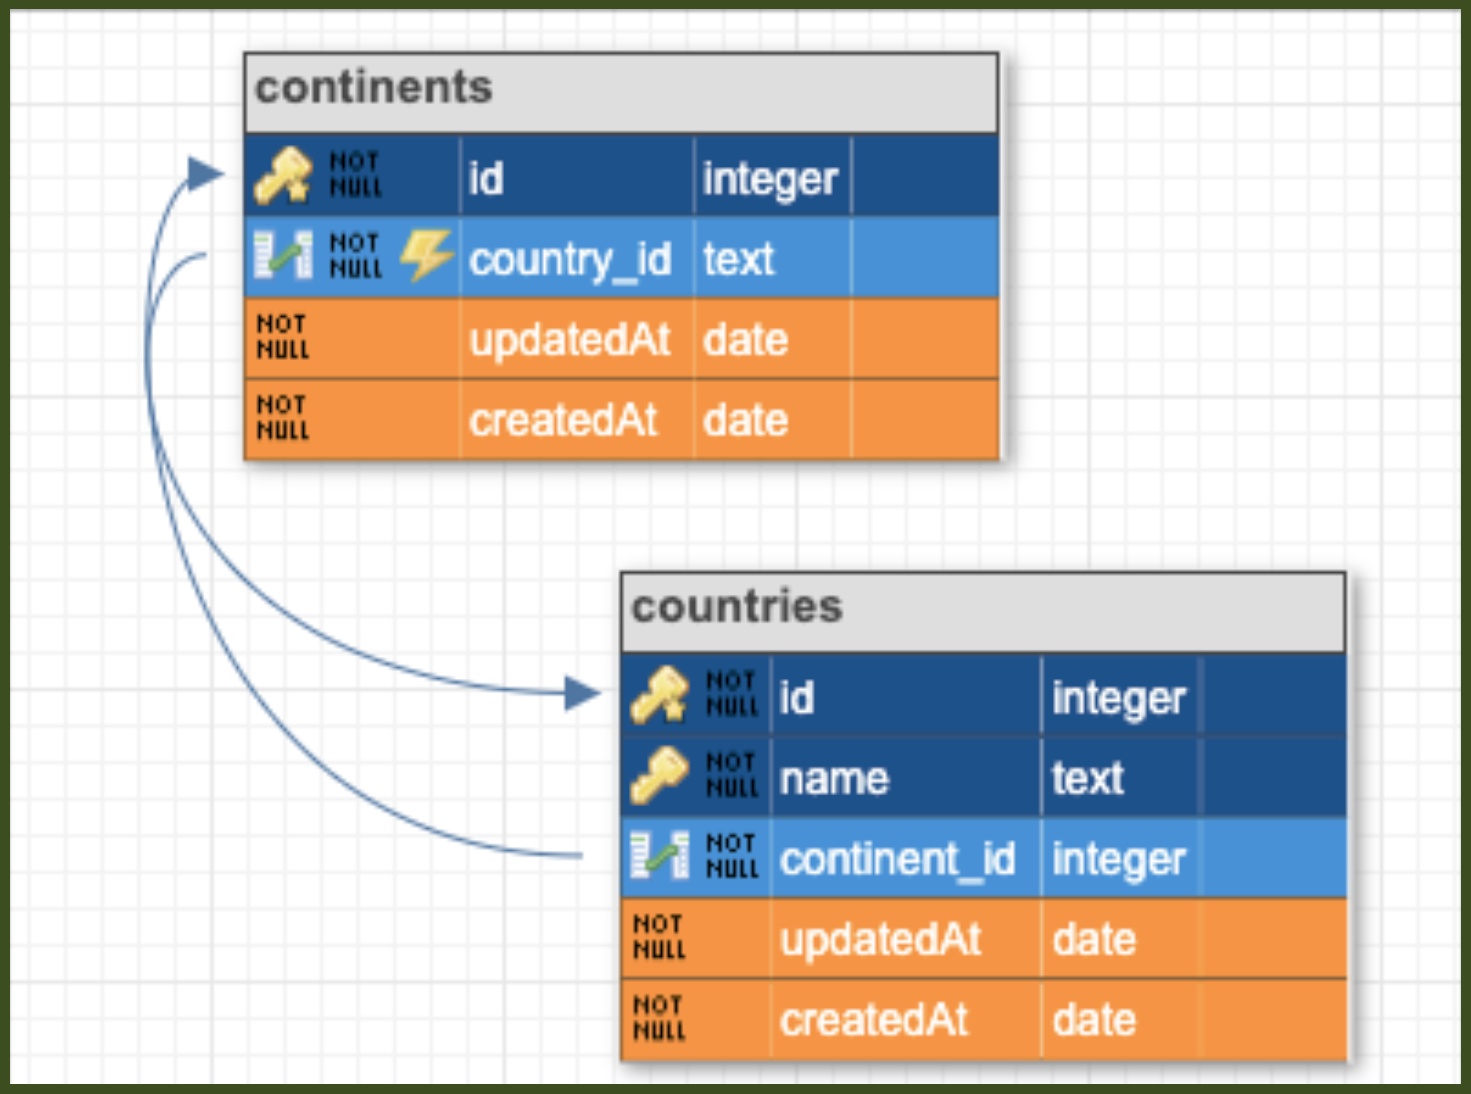 continents
NOT NULL id integer
NOT NULL country_id text
NOT NULL updatedAt date
NOT NULL createdAt date
countries
NOT NULL id integer
NOT NULL name text
NOT NULL continent_id integer
NOT NULL updatedAt date
NOT NULL createdAt date